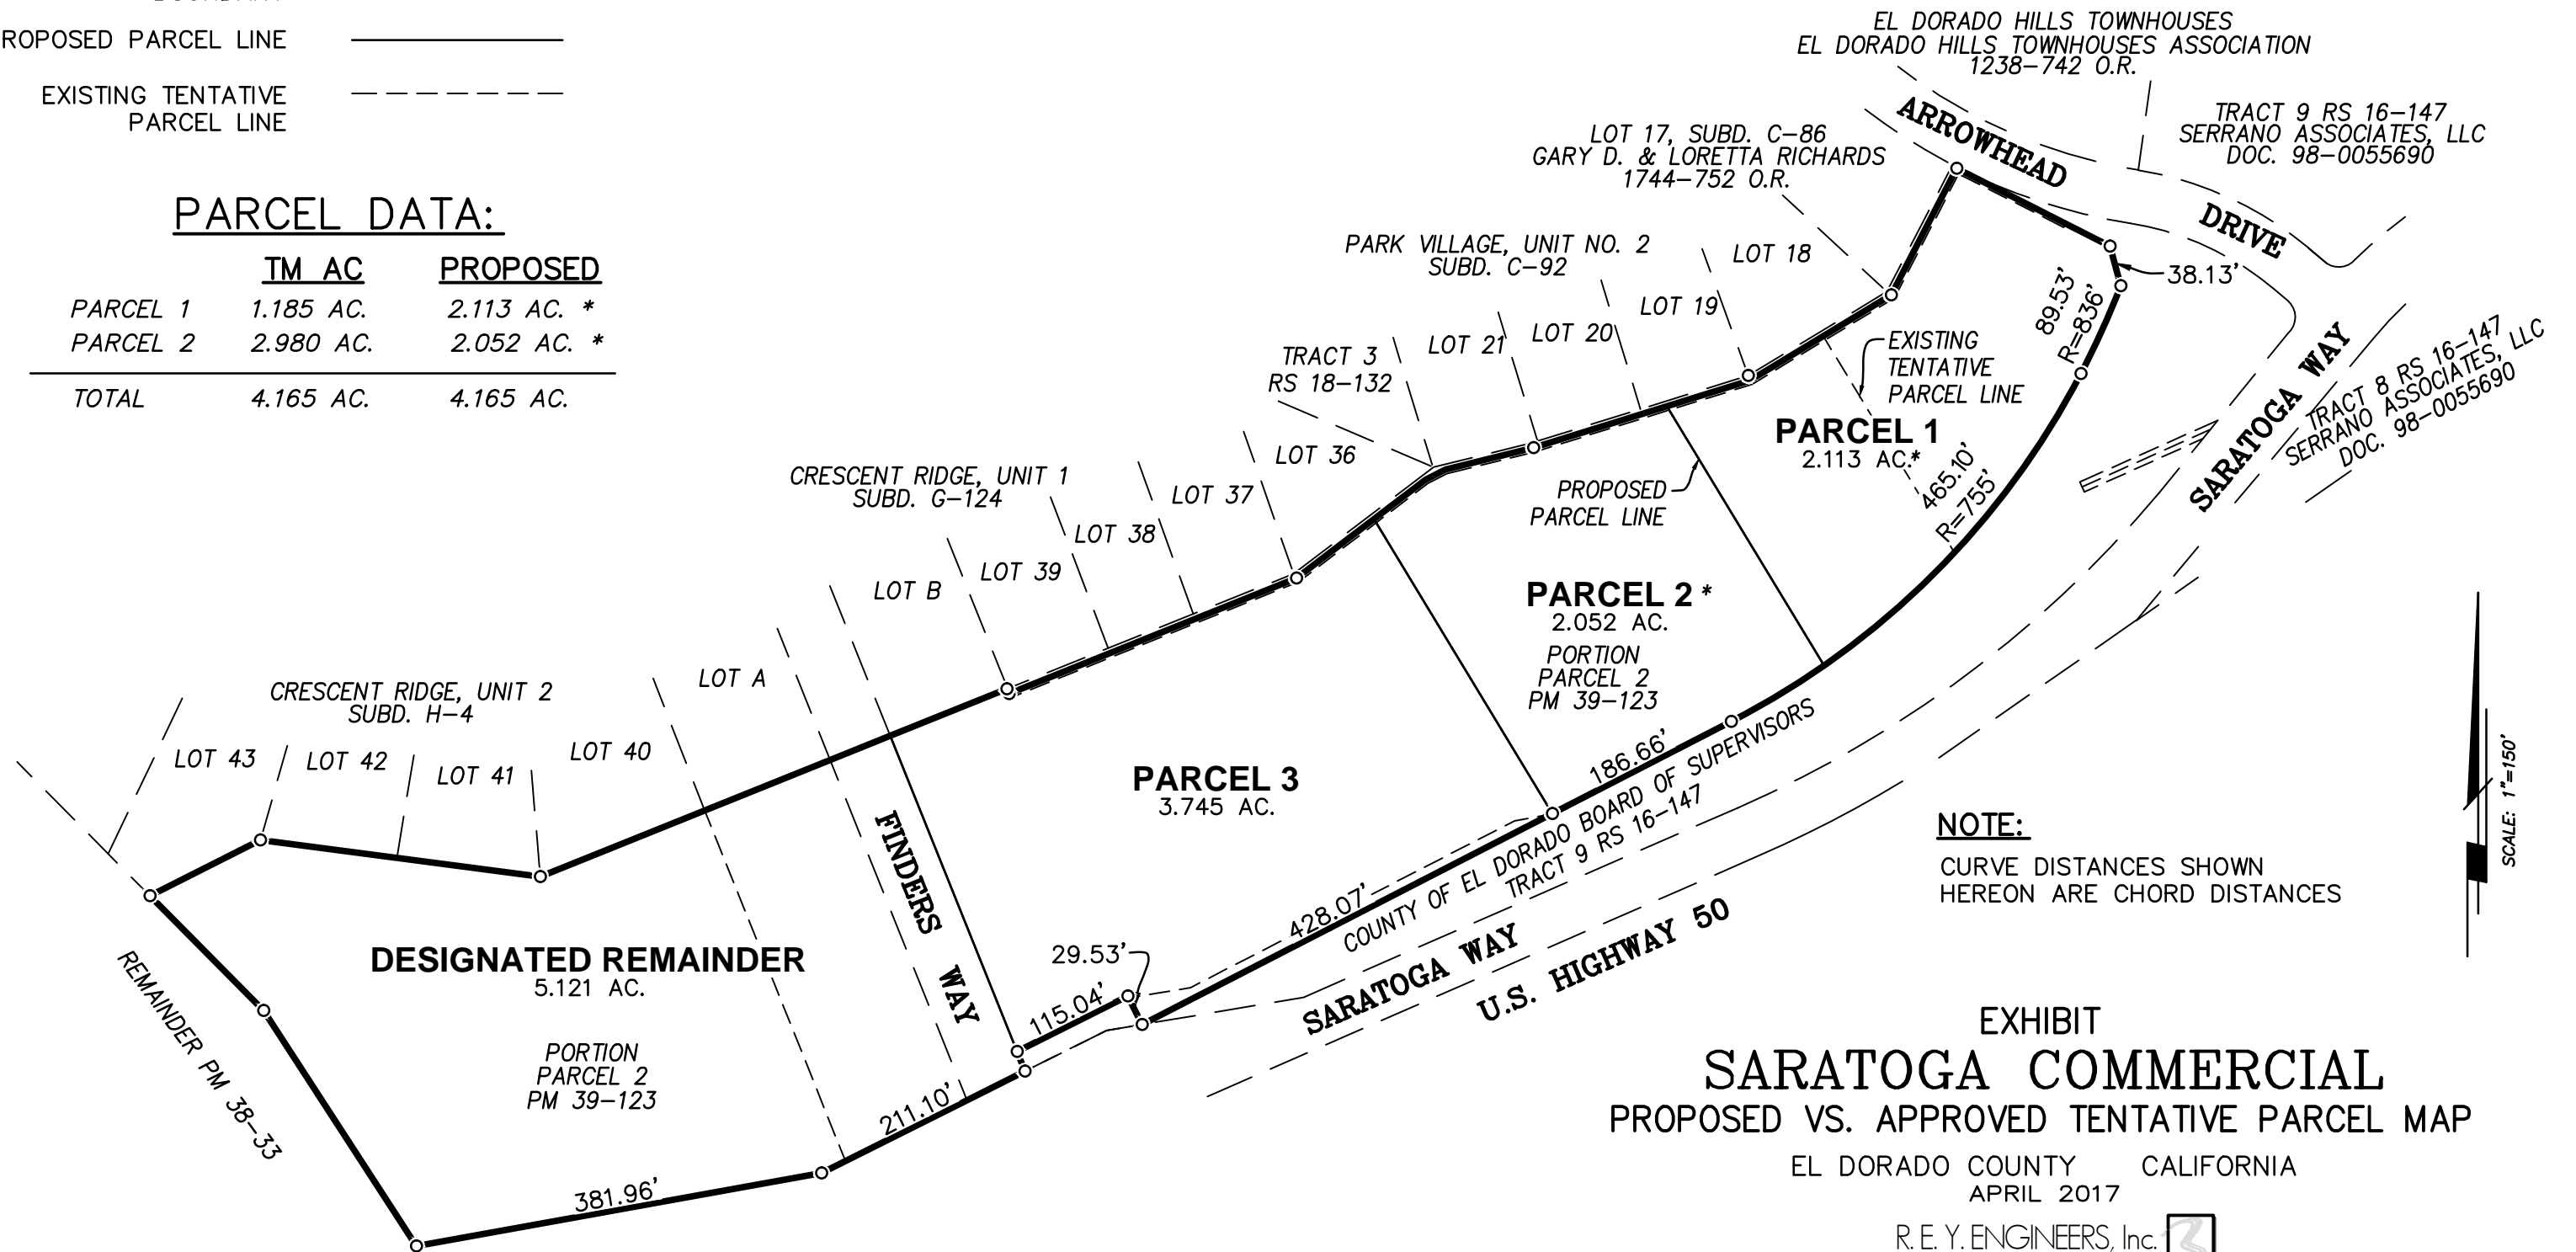 ROPOSED PARCEL LINE
EXISTING TENTATIVE
PARCEL LINE
PARCEL DATA:
TM AC PROPOSED
PARCEL 1 1.185 AC. 2.113 AC. *
PARCEL 2 2.980 AC. 2.052 AC. *
TOTAL 4.165 AC. 4.165 AC.
EL DORADO HILLS TOWNHOUSES
EL DORADO HILLS TOWNHOUSES ASSOCIATION
1238-742 O.R.
ARROWHEAD
DRIVE
TRACT 9 RS 16-147
SERRANO ASSOCIATES, LLC
DOC. 98-0055690
LOT 17, SUBD. C-86
GARY D. & LORETTA RICHARDS
1744-752 O.R.
PARK VILLAGE, UNIT NO. 2
SUBD. C-92
LOT 18
LOT 19
LOT 20
LOT 21
TRACT 3
RS 18-132
38.13'
89.53'
R=836'
EXISTING
TENTATIVE
PARCEL LINE
SARATOGA WAY
TRACT 8 RS 16-147
SERRANO ASSOCIATES, LLC
DOC. 98-0055690
PARCEL 1
2.113 AC.*
465.10'
R=755'
PROPOSED
PARCEL LINE
LOT 36
LOT 37
LOT 38
LOT 39
CRESCENT RIDGE, UNIT 1
SUBD. G-124
LOT B
LOT A
PARCEL 2 *
2.052 AC.
PORTION
PARCEL 2
PM 39-123
186.66'
CRESCENT RIDGE, UNIT 2
SUBD. H-4
LOT 43
LOT 42
LOT 41
LOT 40
PARCEL 3
3.745 AC.
FINDERS WAY
COUNTY OF EL DORADO BOARD OF SUPERVISORS
TRACT 9 RS 16-147
428.07'
29.53'
115.04'
SARATOGA WAY
U.S. HIGHWAY 50
DESIGNATED REMAINDER
5.121 AC.
PORTION
PARCEL 2
PM 39-123
REMAINDER PM 38-33
211.10'
381.96'
NOTE:
CURVE DISTANCES SHOWN
HEREON ARE CHORD DISTANCES
SCALE: 1"=150'
EXHIBIT
SARATOGA COMMERCIAL
PROPOSED VS. APPROVED TENTATIVE PARCEL MAP
EL DORADO COUNTY CALIFORNIA
APRIL 2017
R.E.Y. ENGINEERS, Inc.